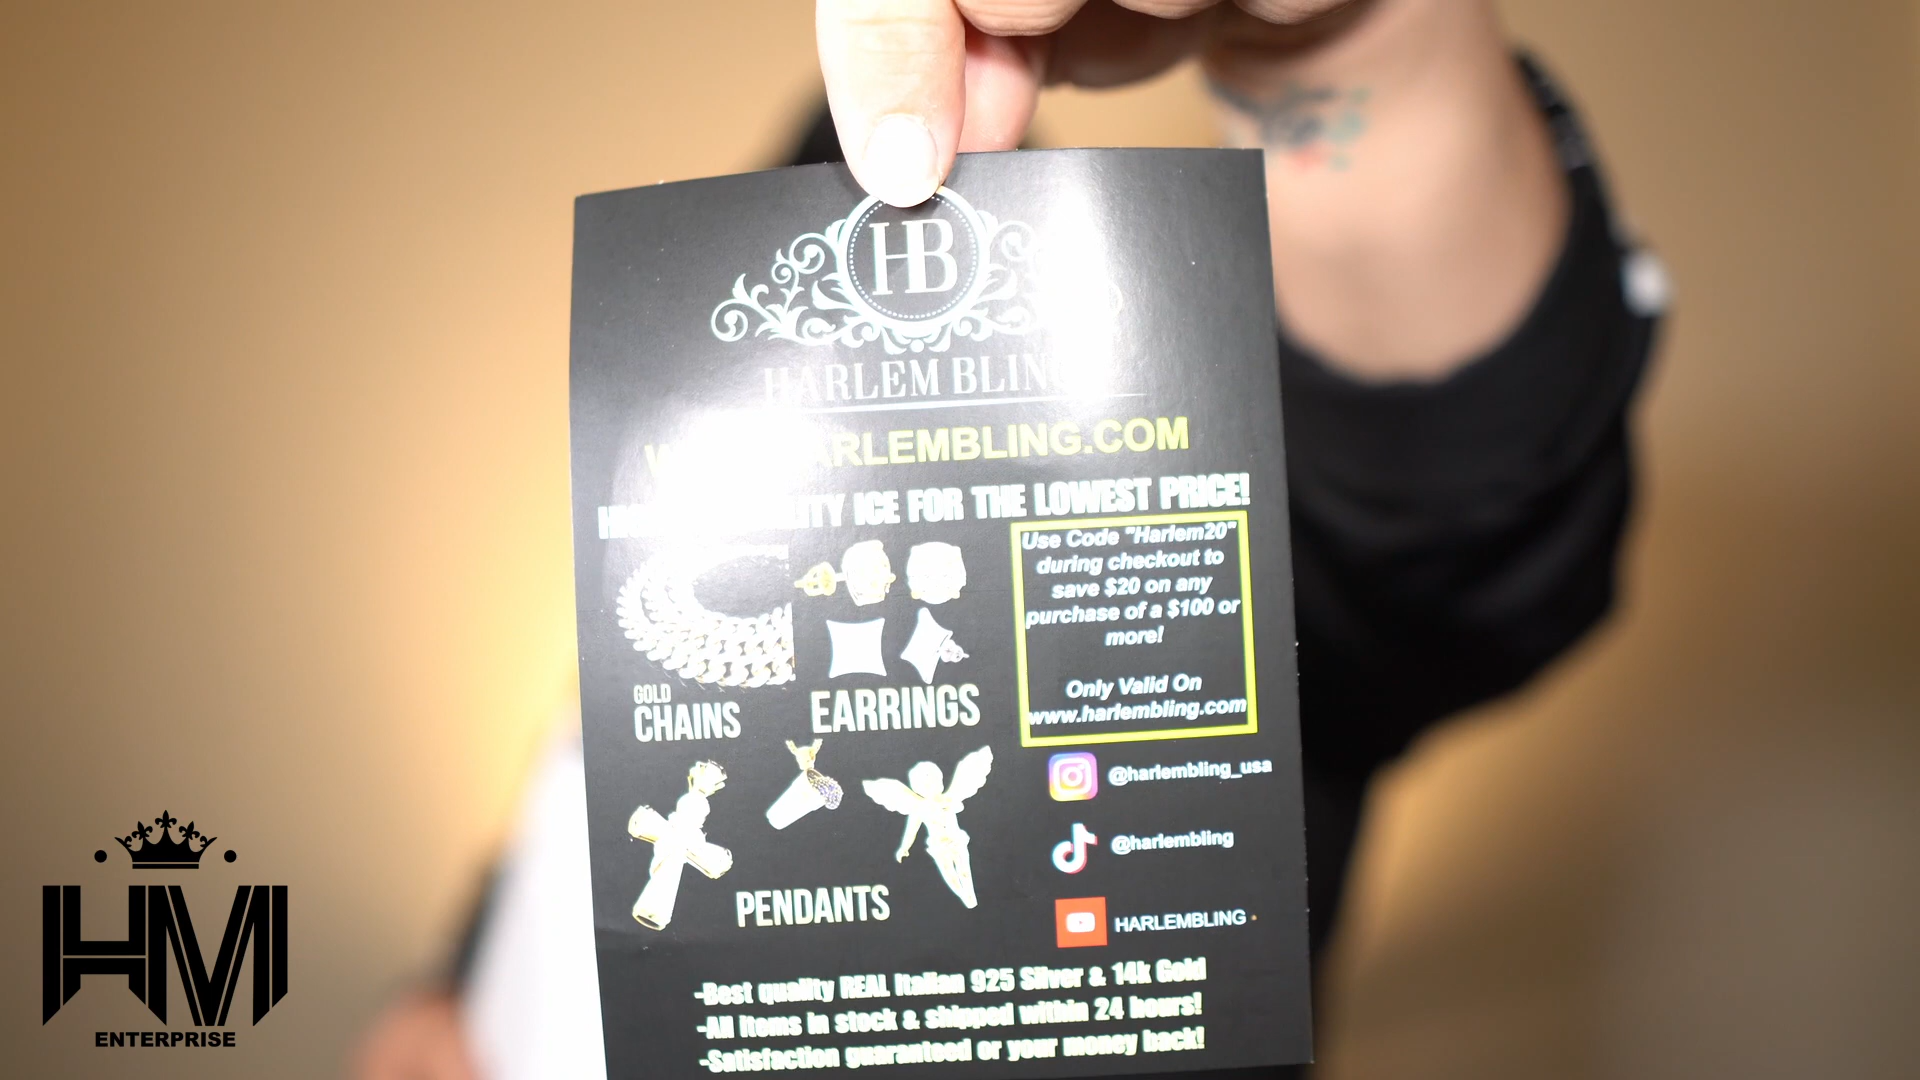 HB
HARLEM BLING
HARLEMBLING.COM
ICE FOR THE LOWEST PRICE!
Use Code "Harlem20"
during checkout to
save $20 on any
purchase of a $100 or
more!
Only Valid On
www.harlembling.com
GOLD
CHAINS
EARRINGS
PENDANTS
@harlembling_usa
@harlembling
HARLEMBLING
-Best quality REAL Italian 925 Silver & 14k Gold
-All items in stock & shipped within 24 hours!
-Satisfaction guaranteed or your money back!
HM
ENTERPRISE